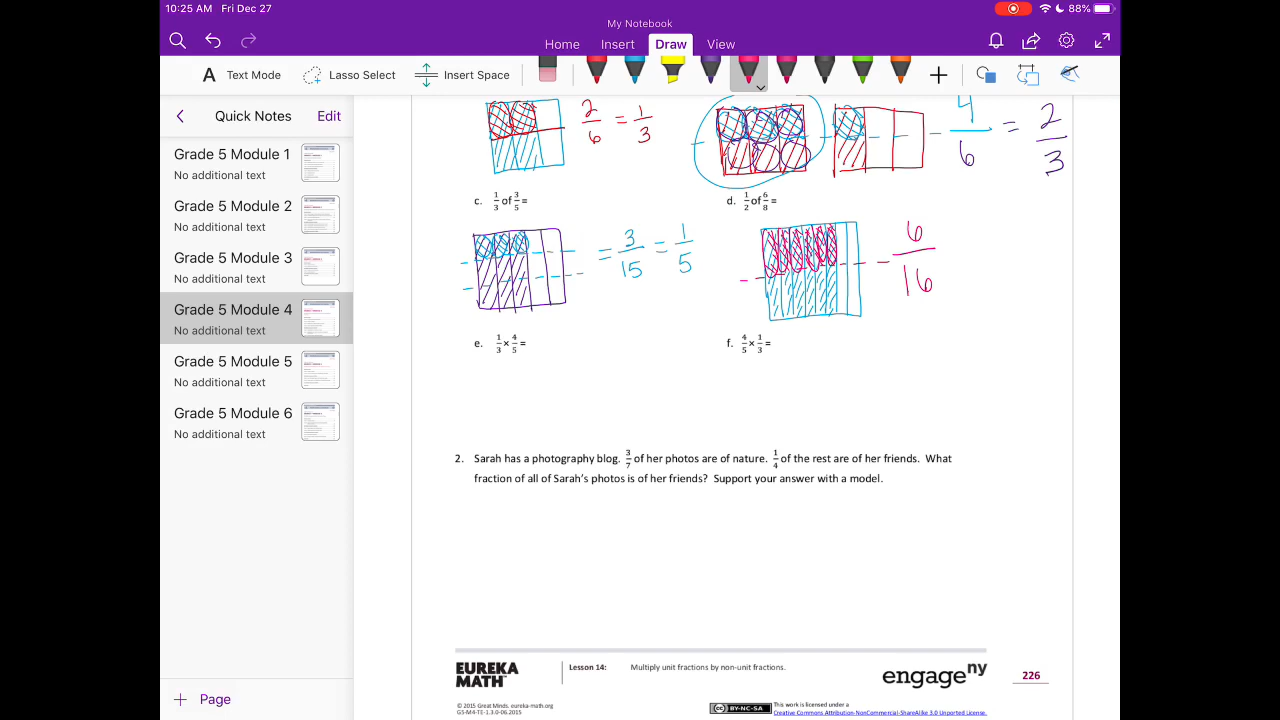 10:25 AM Fri Dec 27
88%
My Notebook
Home Insert Draw View
Text Mode Lasso Select Insert Space
Quick Notes Edit
Grade 5 Module 1
No additional text
Grade 5 Module 2
No additional text
Grade 5 Module 3
No additional text
Grade 5 Module 4
No additional text
Grade 5 Module 5
No additional text
Grade 5 Module 6
No additional text
Page
2/6 = 1/3
4/6 = 2/3
c. 1/3 of 3/5 =
d. 1/2 of 6/8 =
= 3/15 = 1/5
- 6/16
e. 1/3 × 4/5 =
f. 4/5 × 1/3 =
2. Sarah has a photography blog. 3/7 of her photos are of nature. 1/4 of the rest are of her friends. What
fraction of all of Sarah's photos is of her friends? Support your answer with a model.
EUREKA
MATH™
Lesson 14: Multiply unit fractions by non-unit fractions.
engage ny
226
© 2015 Great Minds. eureka-math.org
G5-M4-TE-1.3.0-06.2015
BY-NC-SA
This work is licensed under a
Creative Commons Attribution-NonCommercial-ShareAlike 3.0 Unported License.